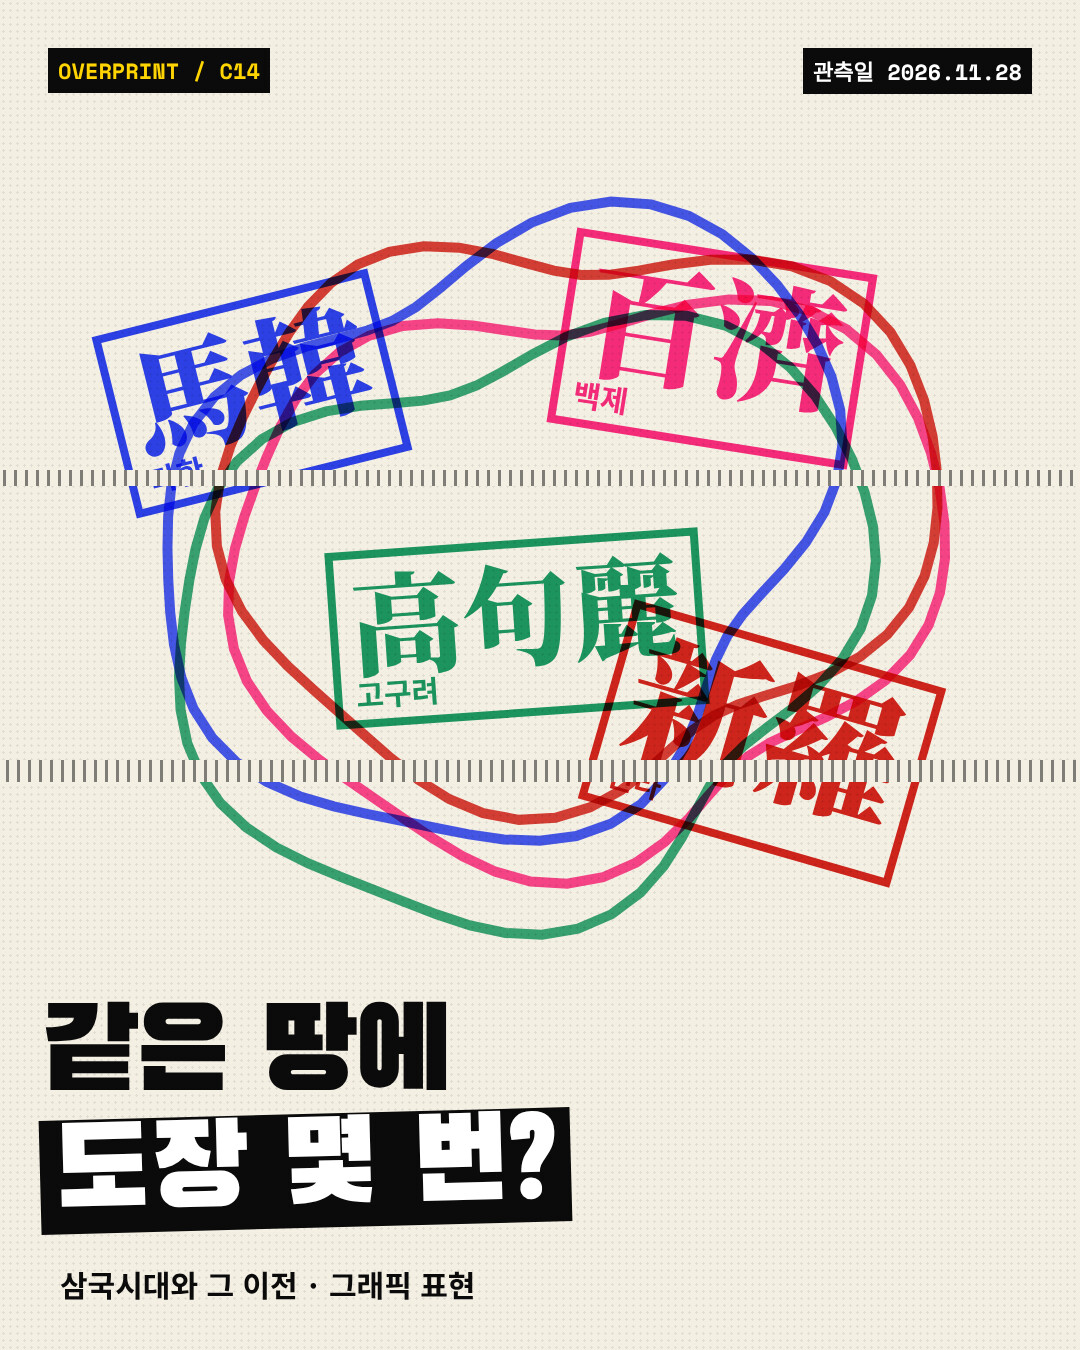 OVERPRINT / C14
관측일 2026.11.28
馬韓
百濟
백제
高句麗
고구려
新羅
같은 땅에
도장 몇 번?
삼국시대와 그 이전 · 그래픽 표현